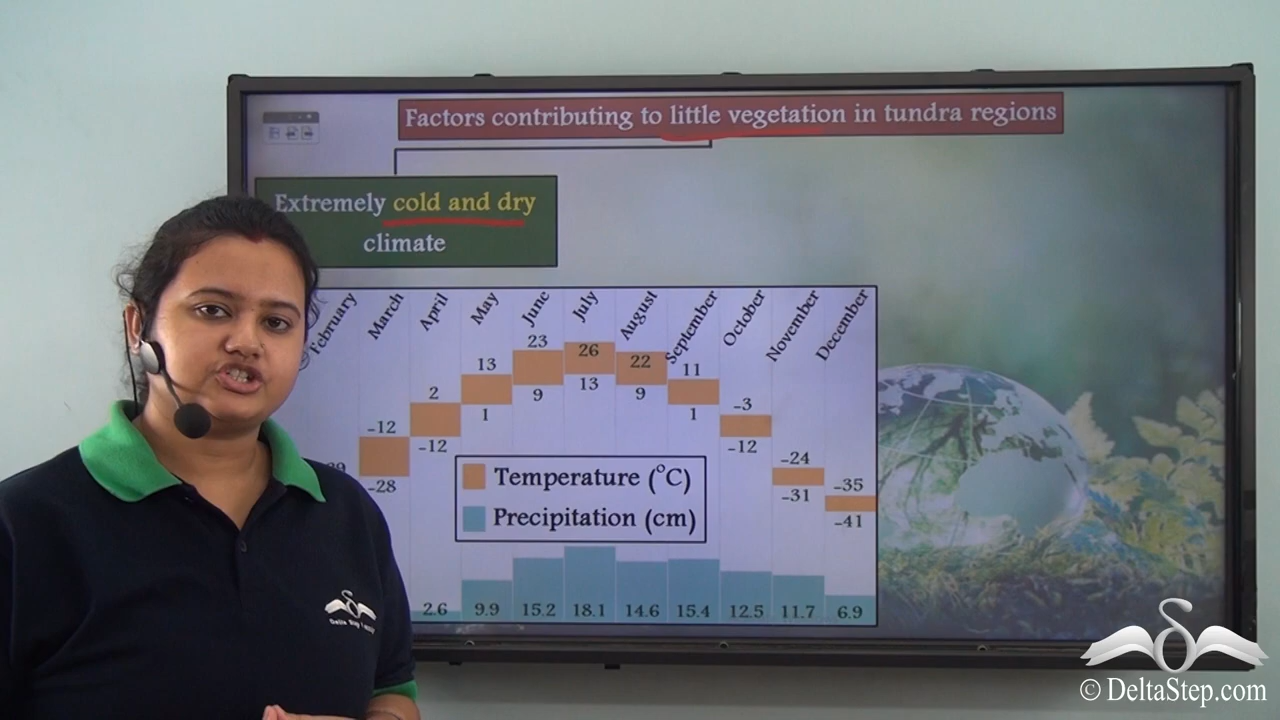 Factors contributing to little vegetation in tundra regions
Extremely cold and dry
climate
February March April May June July August September October November December
23 26 22
13 11
2 13
-12 9 9 -3
1 1
-12 -12 -24
-28 -35
-31
-41
Temperature (°C)
Precipitation (cm)
2.6 9.9 15.2 18.1 14.6 15.4 12.5 11.7 6.9
© DeltaStep.com